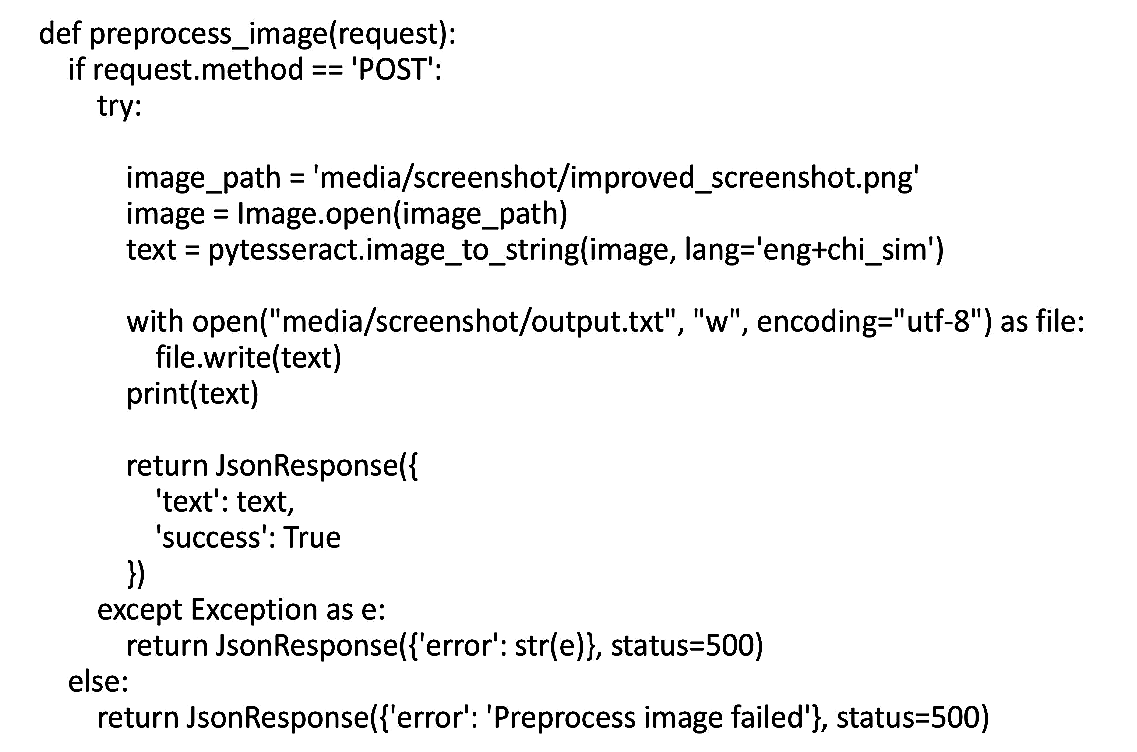 def preprocess_image(request):
if request.method == 'POST':
try:
image_path = 'media/screenshot/improved_screenshot.png'
image = Image.open(image_path)
text = pytesseract.image_to_string(image, lang='eng+chi_sim')
with open("media/screenshot/output.txt", "w", encoding="utf-8") as file:
file.write(text)
print(text)
return JsonResponse({
'text': text,
'success': True
})
except Exception as e:
return JsonResponse({'error': str(e)}, status=500)
else:
return JsonResponse({'error': 'Preprocess image failed'}, status=500)